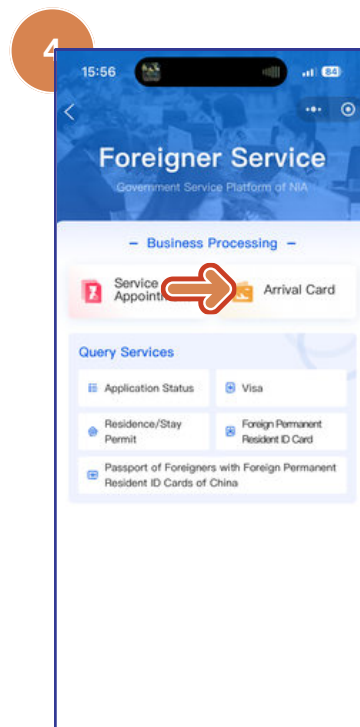 4
15:56
84
Foreigner Service
Government Service Platform of NIA
– Business Processing –
Service
Arrival Card
Query Services
Application Status
Visa
Residence/Stay
Permit
Foreign Permanent
Resident ID Card
Passport of Foreigners with Foreign Permanent
Resident ID Cards of China